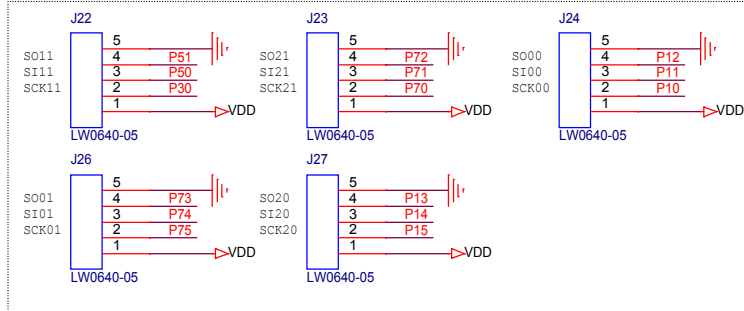 J22
5
SO11 4 P51
SI11 3 P50
SCK11 2 P30
1 VDD
LW0640-05
J23
5
SO21 4 P72
SI21 3 P71
SCK21 2 P70
1 VDD
LW0640-05
J24
5
SO00 4 P12
SI00 3 P11
SCK00 2 P10
1 VDD
LW0640-05
J26
5
SO01 4 P73
SI01 3 P74
SCK01 2 P75
1 VDD
LW0640-05
J27
5
SO20 4 P13
SI20 3 P14
SCK20 2 P15
1 VDD
LW0640-05